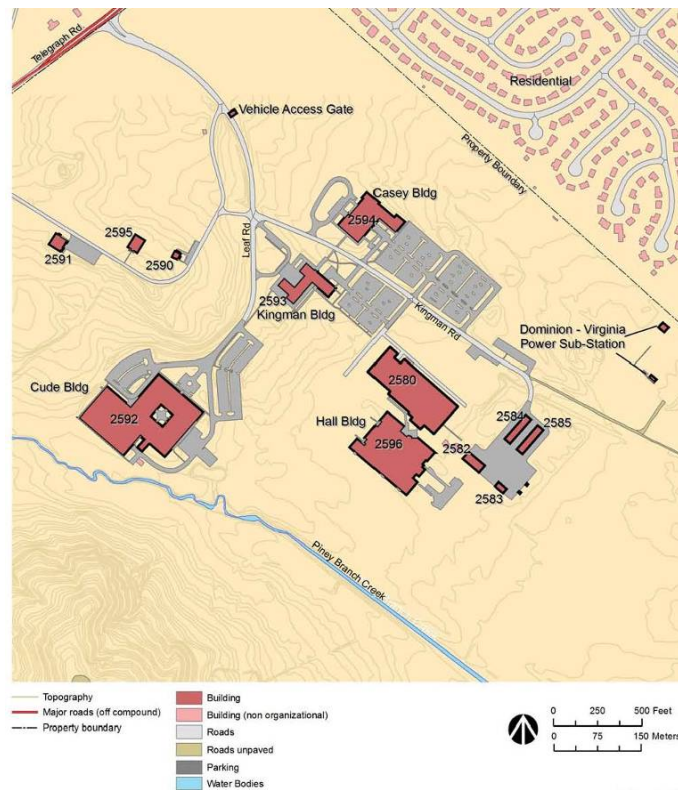 Telegraph Rd
Vehicle Access Gate
Residential
Property Boundary
Casey Bldg
2594
2595
2591
2590
Leaf Rd
2593
Kingman Bldg
Kingman Rd
Dominion - Virginia
Power Sub-Station
Cude Bldg
2592
2580
Hall Bldg
2596
2584
2585
2582
2583
Piney Branch Creek
Topography
Major roads (off compound)
Property boundary
Building
Building (non organizational)
Roads
Roads unpaved
Parking
Water Bodies
0 250 500 Feet
0 75 150 Meters